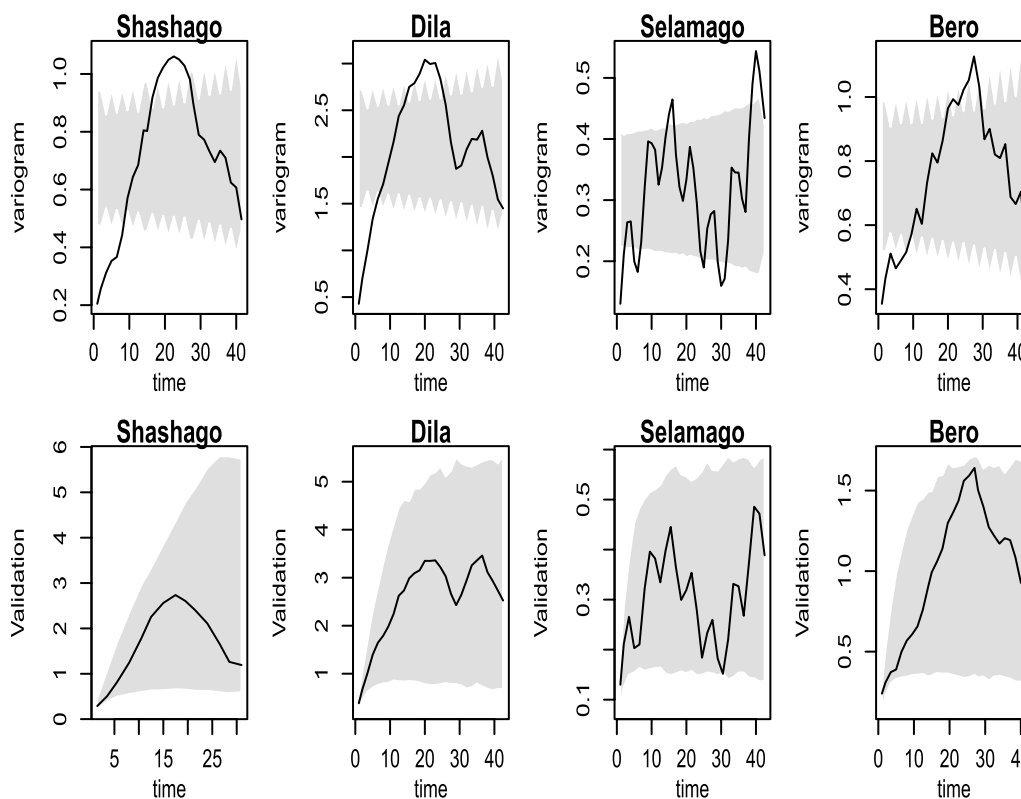 Shashago Dila Selamago Bero
variogram variogram variogram variogram
1.0 2.5 0.5 1.0
0.8 0.4 0.8
0.6 1.5 0.3 0.6
0.4 0.2 0.4
0.2 0.5
0 10 20 30 40 0 10 20 30 40 0 10 20 30 40 0 10 20 30 40
time time time time
Shashago Dila Selamago Bero
Validation Validation Validation Validation
6
5 5 0.5 1.5
4 4
3 3 0.3 1.0
2 2
1 1 0.1 0.5
0
5 15 25 0 10 20 30 40 0 10 20 30 40 0 10 20 30 4
time time time time